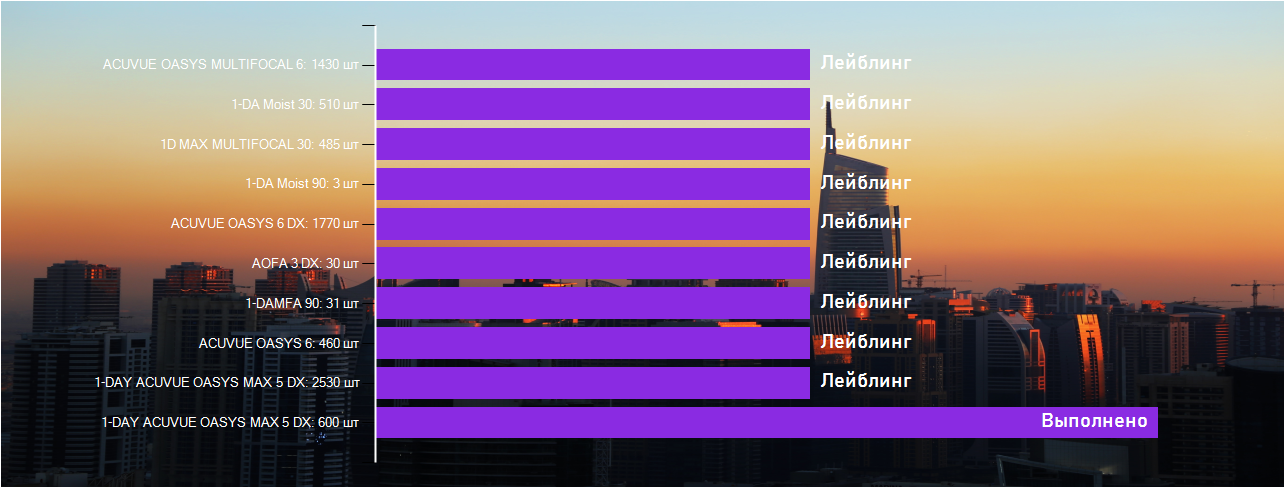 ACUVUE OASYS MULTIFOCAL 6: 1430 шт Лейблинг
1-DA Moist 30: 510 шт Лейблинг
1D MAX MULTIFOCAL 30: 485 шт Лейблинг
1-DA Moist 90: 3 шт Лейблинг
ACUVUE OASYS 6 DX: 1770 шт Лейблинг
AOFA 3 DX: 30 шт Лейблинг
1-DAMFA 90: 31 шт Лейблинг
ACUVUE OASYS 6: 460 шт Лейблинг
1-DAY ACUVUE OASYS MAX 5 DX: 2530 шт Лейблинг
1-DAY ACUVUE OASYS MAX 5 DX: 600 шт Выполнено